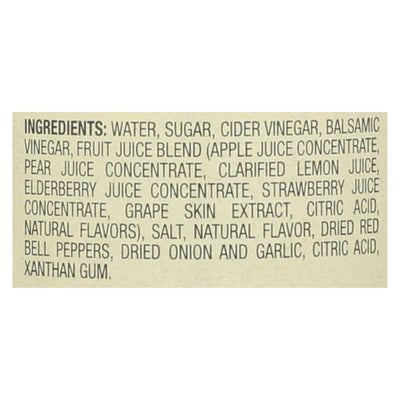 INGREDIENTS: WATER, SUGAR, CIDER VINEGAR, BALSAMIC
VINEGAR, FRUIT JUICE BLEND (APPLE JUICE CONCENTRATE,
PEAR JUICE CONCENTRATE, CLARIFIED LEMON JUICE,
ELDERBERRY JUICE CONCENTRATE, STRAWBERRY JUICE
CONCENTRATE, GRAPE SKIN EXTRACT, CITRIC ACID,
NATURAL FLAVORS), SALT, NATURAL FLAVOR, DRIED RED
BELL PEPPERS, DRIED ONION AND GARLIC, CITRIC ACID,
XANTHAN GUM.